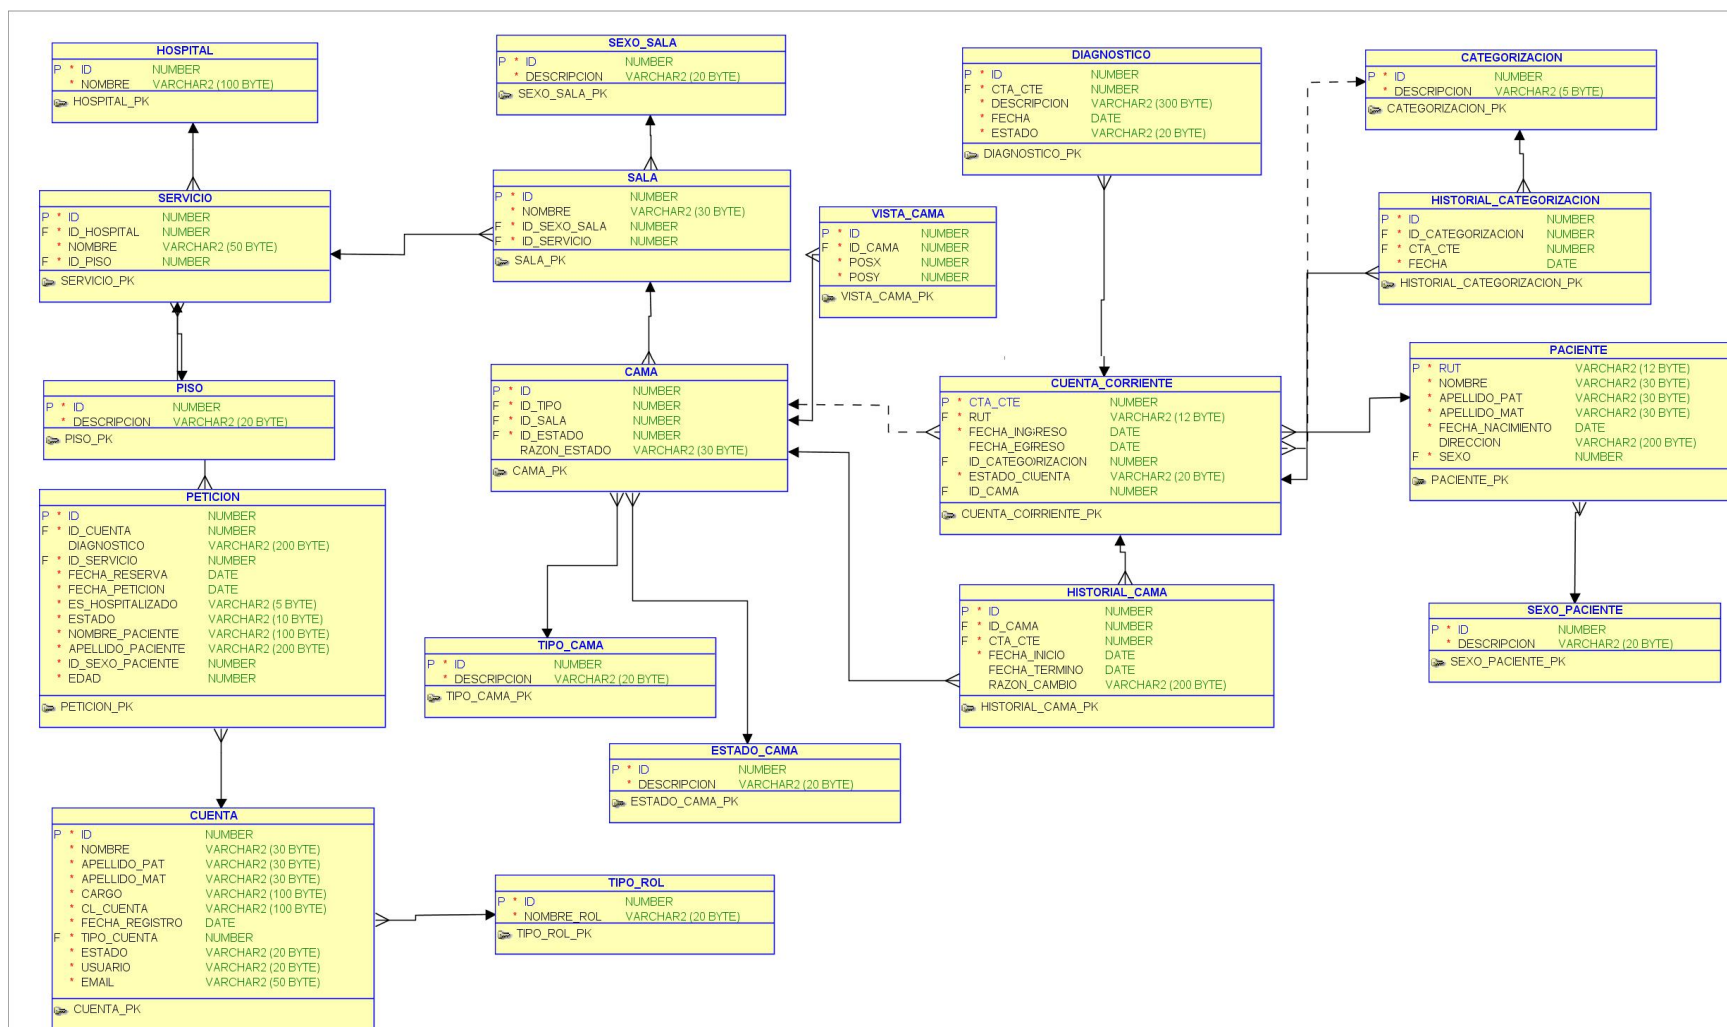 HOSPITAL
P * ID NUMBER
* NOMBRE VARCHAR2 (100 BYTE)
HOSPITAL_PK
SEXO_SALA
P * ID NUMBER
* DESCRIPCION VARCHAR2 (20 BYTE)
SEXO_SALA_PK
DIAGNOSTICO
P * ID NUMBER
F * CTA_CTE NUMBER
* DESCRIPCION VARCHAR2 (300 BYTE)
* FECHA DATE
* ESTADO VARCHAR2 (20 BYTE)
DIAGNOSTICO_PK
CATEGORIZACION
P * ID NUMBER
* DESCRIPCION VARCHAR2 (5 BYTE)
CATEGORIZACION_PK
SERVICIO
P * ID NUMBER
F * ID_HOSPITAL NUMBER
* NOMBRE VARCHAR2 (50 BYTE)
F * ID_PISO NUMBER
SERVICIO_PK
SALA
P * ID NUMBER
* NOMBRE VARCHAR2 (30 BYTE)
F * ID_SEXO_SALA NUMBER
F * ID_SERVICIO NUMBER
SALA_PK
VISTA_CAMA
P * ID NUMBER
F * ID_CAMA NUMBER
* POSX NUMBER
* POSY NUMBER
VISTA_CAMA_PK
HISTORIAL_CATEGORIZACION
P * ID NUMBER
F * ID_CATEGORIZACION NUMBER
F * CTA_CTE NUMBER
* FECHA DATE
HISTORIAL_CATEGORIZACION_PK
PISO
P * ID NUMBER
* DESCRIPCION VARCHAR2 (20 BYTE)
PISO_PK
CAMA
P * ID NUMBER
F * ID_TIPO NUMBER
F * ID_SALA NUMBER
F * ID_ESTADO NUMBER
RAZON_ESTADO VARCHAR2 (30 BYTE)
CAMA_PK
CUENTA_CORRIENTE
P * CTA_CTE NUMBER
F * RUT VARCHAR2 (12 BYTE)
* FECHA_INGRESO DATE
FECHA_EGRESO DATE
F ID_CATEGORIZACION NUMBER
* ESTADO_CUENTA VARCHAR2 (20 BYTE)
F ID_CAMA NUMBER
CUENTA_CORRIENTE_PK
PACIENTE
P * RUT VARCHAR2 (12 BYTE)
* NOMBRE VARCHAR2 (30 BYTE)
* APELLIDO_PAT VARCHAR2 (30 BYTE)
* APELLIDO_MAT VARCHAR2 (30 BYTE)
* FECHA_NACIMIENTO DATE
DIRECCION VARCHAR2 (200 BYTE)
F * SEXO NUMBER
PACIENTE_PK
PETICION
P * ID NUMBER
F * ID_CUENTA NUMBER
DIAGNOSTICO VARCHAR2 (200 BYTE)
F * ID_SERVICIO NUMBER
* FECHA_RESERVA DATE
* FECHA_PETICION DATE
* ES_HOSPITALIZADO VARCHAR2 (5 BYTE)
* ESTADO VARCHAR2 (10 BYTE)
* NOMBRE_PACIENTE VARCHAR2 (100 BYTE)
* APELLIDO_PACIENTE VARCHAR2 (200 BYTE)
* ID_SEXO_PACIENTE NUMBER
* EDAD NUMBER
PETICION_PK
TIPO_CAMA
P * ID NUMBER
* DESCRIPCION VARCHAR2 (20 BYTE)
TIPO_CAMA_PK
HISTORIAL_CAMA
P * ID NUMBER
F * ID_CAMA NUMBER
F * CTA_CTE NUMBER
* FECHA_INICIO DATE
FECHA_TERMINO DATE
RAZON_CAMBIO VARCHAR2 (200 BYTE)
HISTORIAL_CAMA_PK
SEXO_PACIENTE
P * ID NUMBER
* DESCRIPCION VARCHAR2 (20 BYTE)
SEXO_PACIENTE_PK
ESTADO_CAMA
P * ID NUMBER
* DESCRIPCION VARCHAR2 (20 BYTE)
ESTADO_CAMA_PK
CUENTA
P * ID NUMBER
* NOMBRE VARCHAR2 (30 BYTE)
* APELLIDO_PAT VARCHAR2 (30 BYTE)
* APELLIDO_MAT VARCHAR2 (30 BYTE)
* CARGO VARCHAR2 (100 BYTE)
* CL_CUENTA VARCHAR2 (100 BYTE)
* FECHA_REGISTRO DATE
F * TIPO_CUENTA NUMBER
* ESTADO VARCHAR2 (20 BYTE)
* USUARIO VARCHAR2 (20 BYTE)
* EMAIL VARCHAR2 (50 BYTE)
CUENTA_PK
TIPO_ROL
P * ID NUMBER
* NOMBRE_ROL VARCHAR2 (20 BYTE)
TIPO_ROL_PK